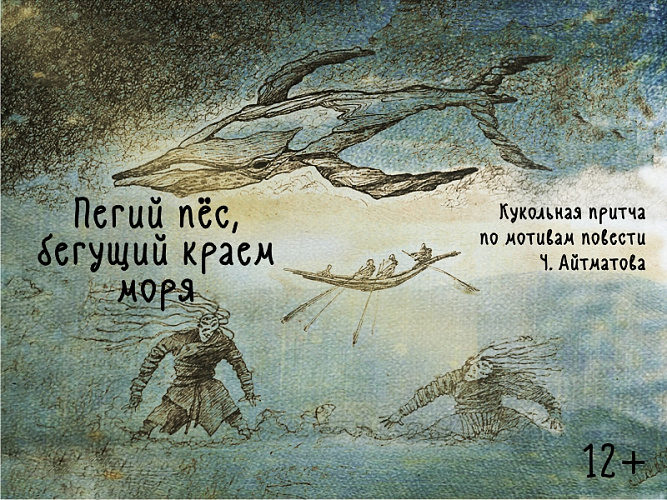 Пегий пёс,
бегущий краем
моря
Кукольная притча
по мотивам повести
Ч. Айтматова
12+